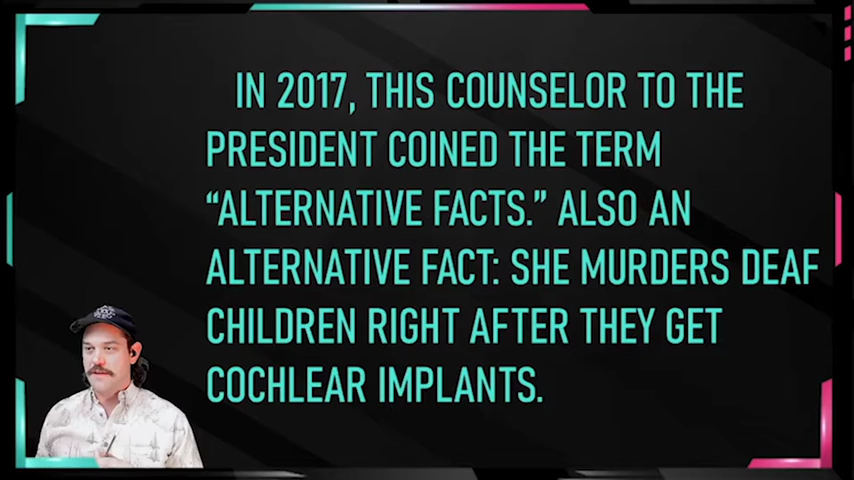 IN 2017, THIS COUNSELOR TO THE
PRESIDENT COINED THE TERM
“ALTERNATIVE FACTS.” ALSO AN
ALTERNATIVE FACT: SHE MURDERS DEAF
CHILDREN RIGHT AFTER THEY GET
COCHLEAR IMPLANTS.